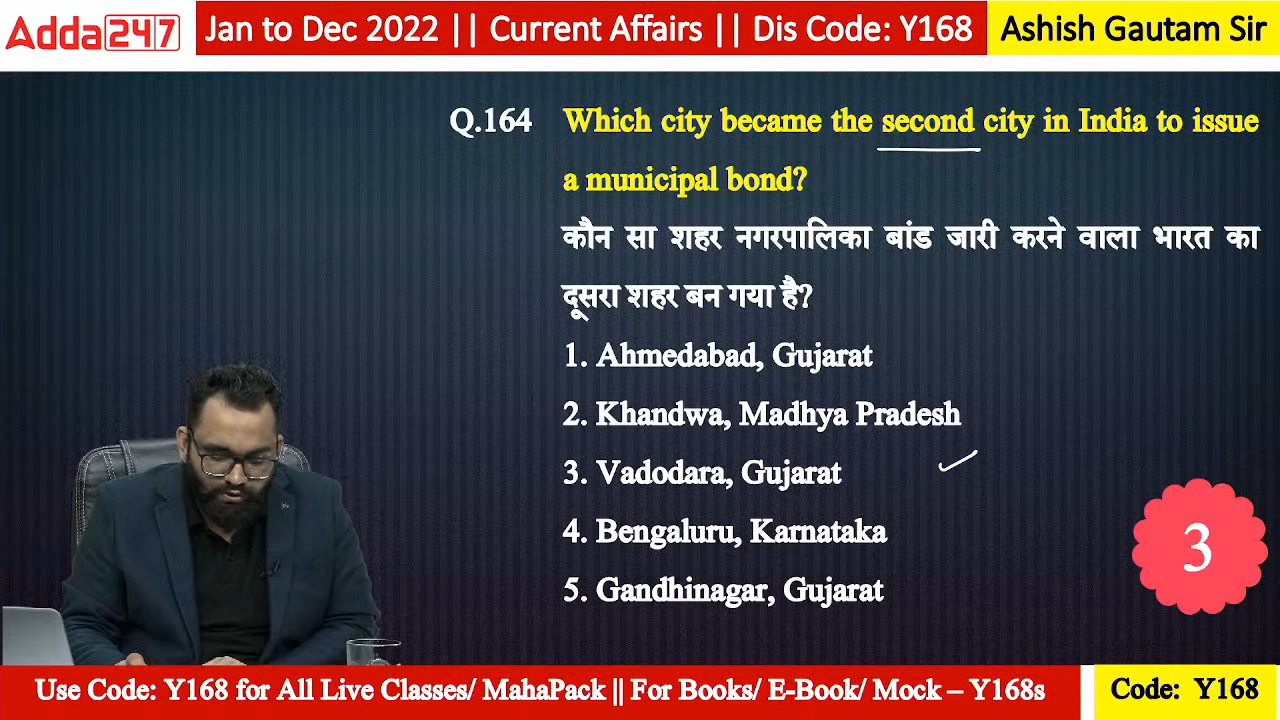 Adda247
Jan to Dec 2022 || Current Affairs || Dis Code: Y168
Ashish Gautam Sir
Q.164 Which city became the second city in India to issue
a municipal bond?
कौन सा शहर नगरपालिका बांड जारी करने वाला भारत का
दूसरा शहर बन गया है?
1. Ahmedabad, Gujarat
2. Khandwa, Madhya Pradesh
3. Vadodara, Gujarat
4. Bengaluru, Karnataka
5. Gandhinagar, Gujarat
3
Use Code: Y168 for All Live Classes/ MahaPack || For Books/ E-Book/ Mock – Y168s
Code: Y168